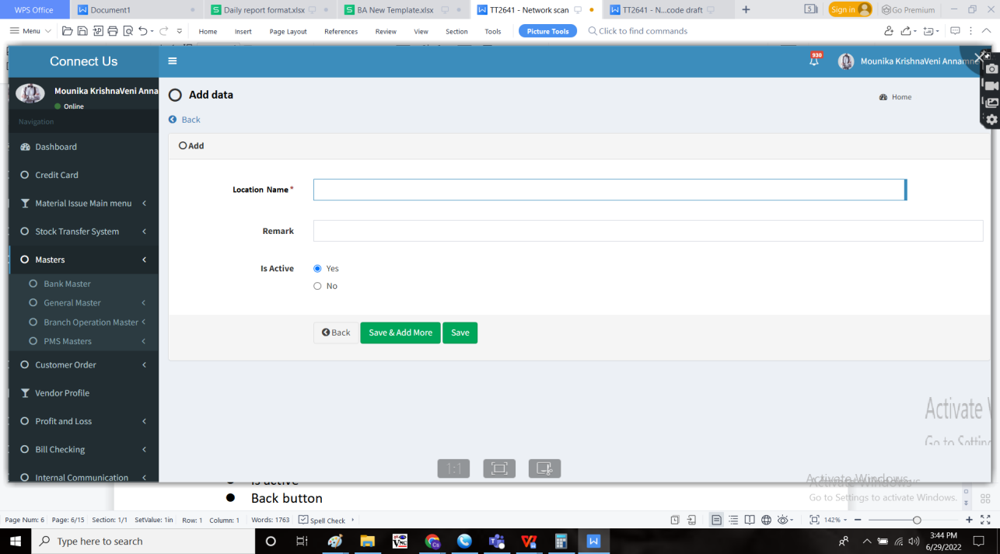 WPS Office
Document1
Daily report format.xlsx
BA New Template.xlsx
TT2641 - Network scan
TT2641 - N...code draft
5
Sign in
Go Premium
Menu
Home
Insert
Page Layout
References
Review
View
Section
Tools
Picture Tools
Click to find commands
Connect Us
930
Mounika KrishnaVeni Annamne
Mounika KrishnaVeni Anna
Online
Add data
Home
Navigation
Back
Dashboard
Add
Credit Card
Location Name*
Material Issue Main menu
Remark
Stock Transfer System
Masters
Is Active
Yes
No
Bank Master
General Master
Branch Operation Master
PMS Masters
Back
Save & Add More
Save
Customer Order
Vendor Profile
Activate
Profit and Loss
Go to Setting
Bill Checking
1:1
Internal Communication
Is active
Activate Windows
Back button
Go to Settings to activate Windows.
Page Num: 6
Page: 6/15
Section: 1/1
SetValue: 1in
Row: 1
Column: 1
Words: 1763
Spell Check
142%
Type here to search
3:44 PM
6/29/2022